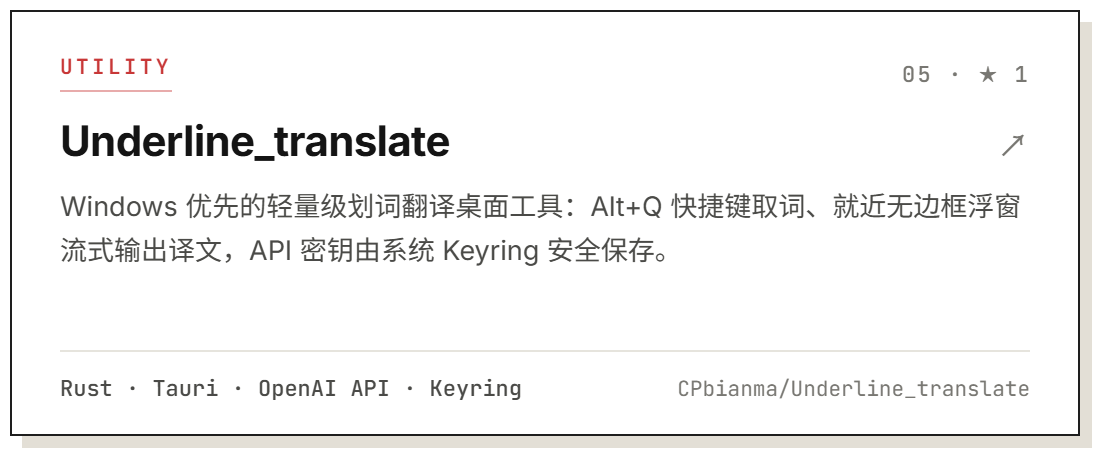 UTILITY
05 · ★ 1
Underline_translate
↗
Windows 优先的轻量级划词翻译桌面工具：Alt+Q 快捷键取词、就近无边框浮窗
流式输出译文，API 密钥由系统 Keyring 安全保存。
Rust · Tauri · OpenAI API · Keyring
CPbianma/Underline_translate